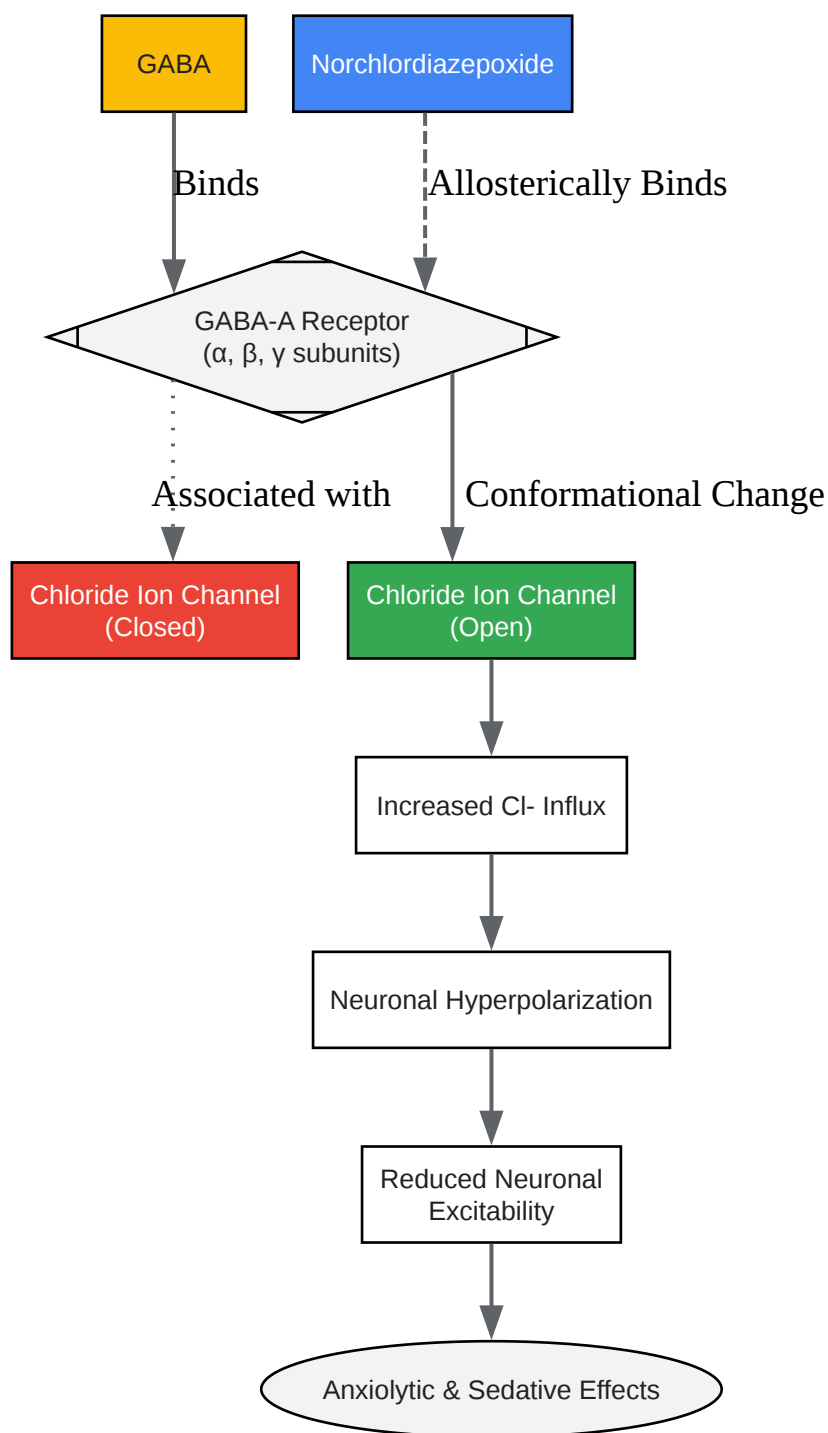 GABA
Norchlordiazepoxide
Binds
Allosterically Binds
GABA-A Receptor
(α, β, γ subunits)
Associated with
Conformational Change
Chloride Ion Channel
(Closed)
Chloride Ion Channel
(Open)
Increased Cl- Influx
Neuronal Hyperpolarization
Reduced Neuronal
Excitability
Anxiolytic & Sedative Effects